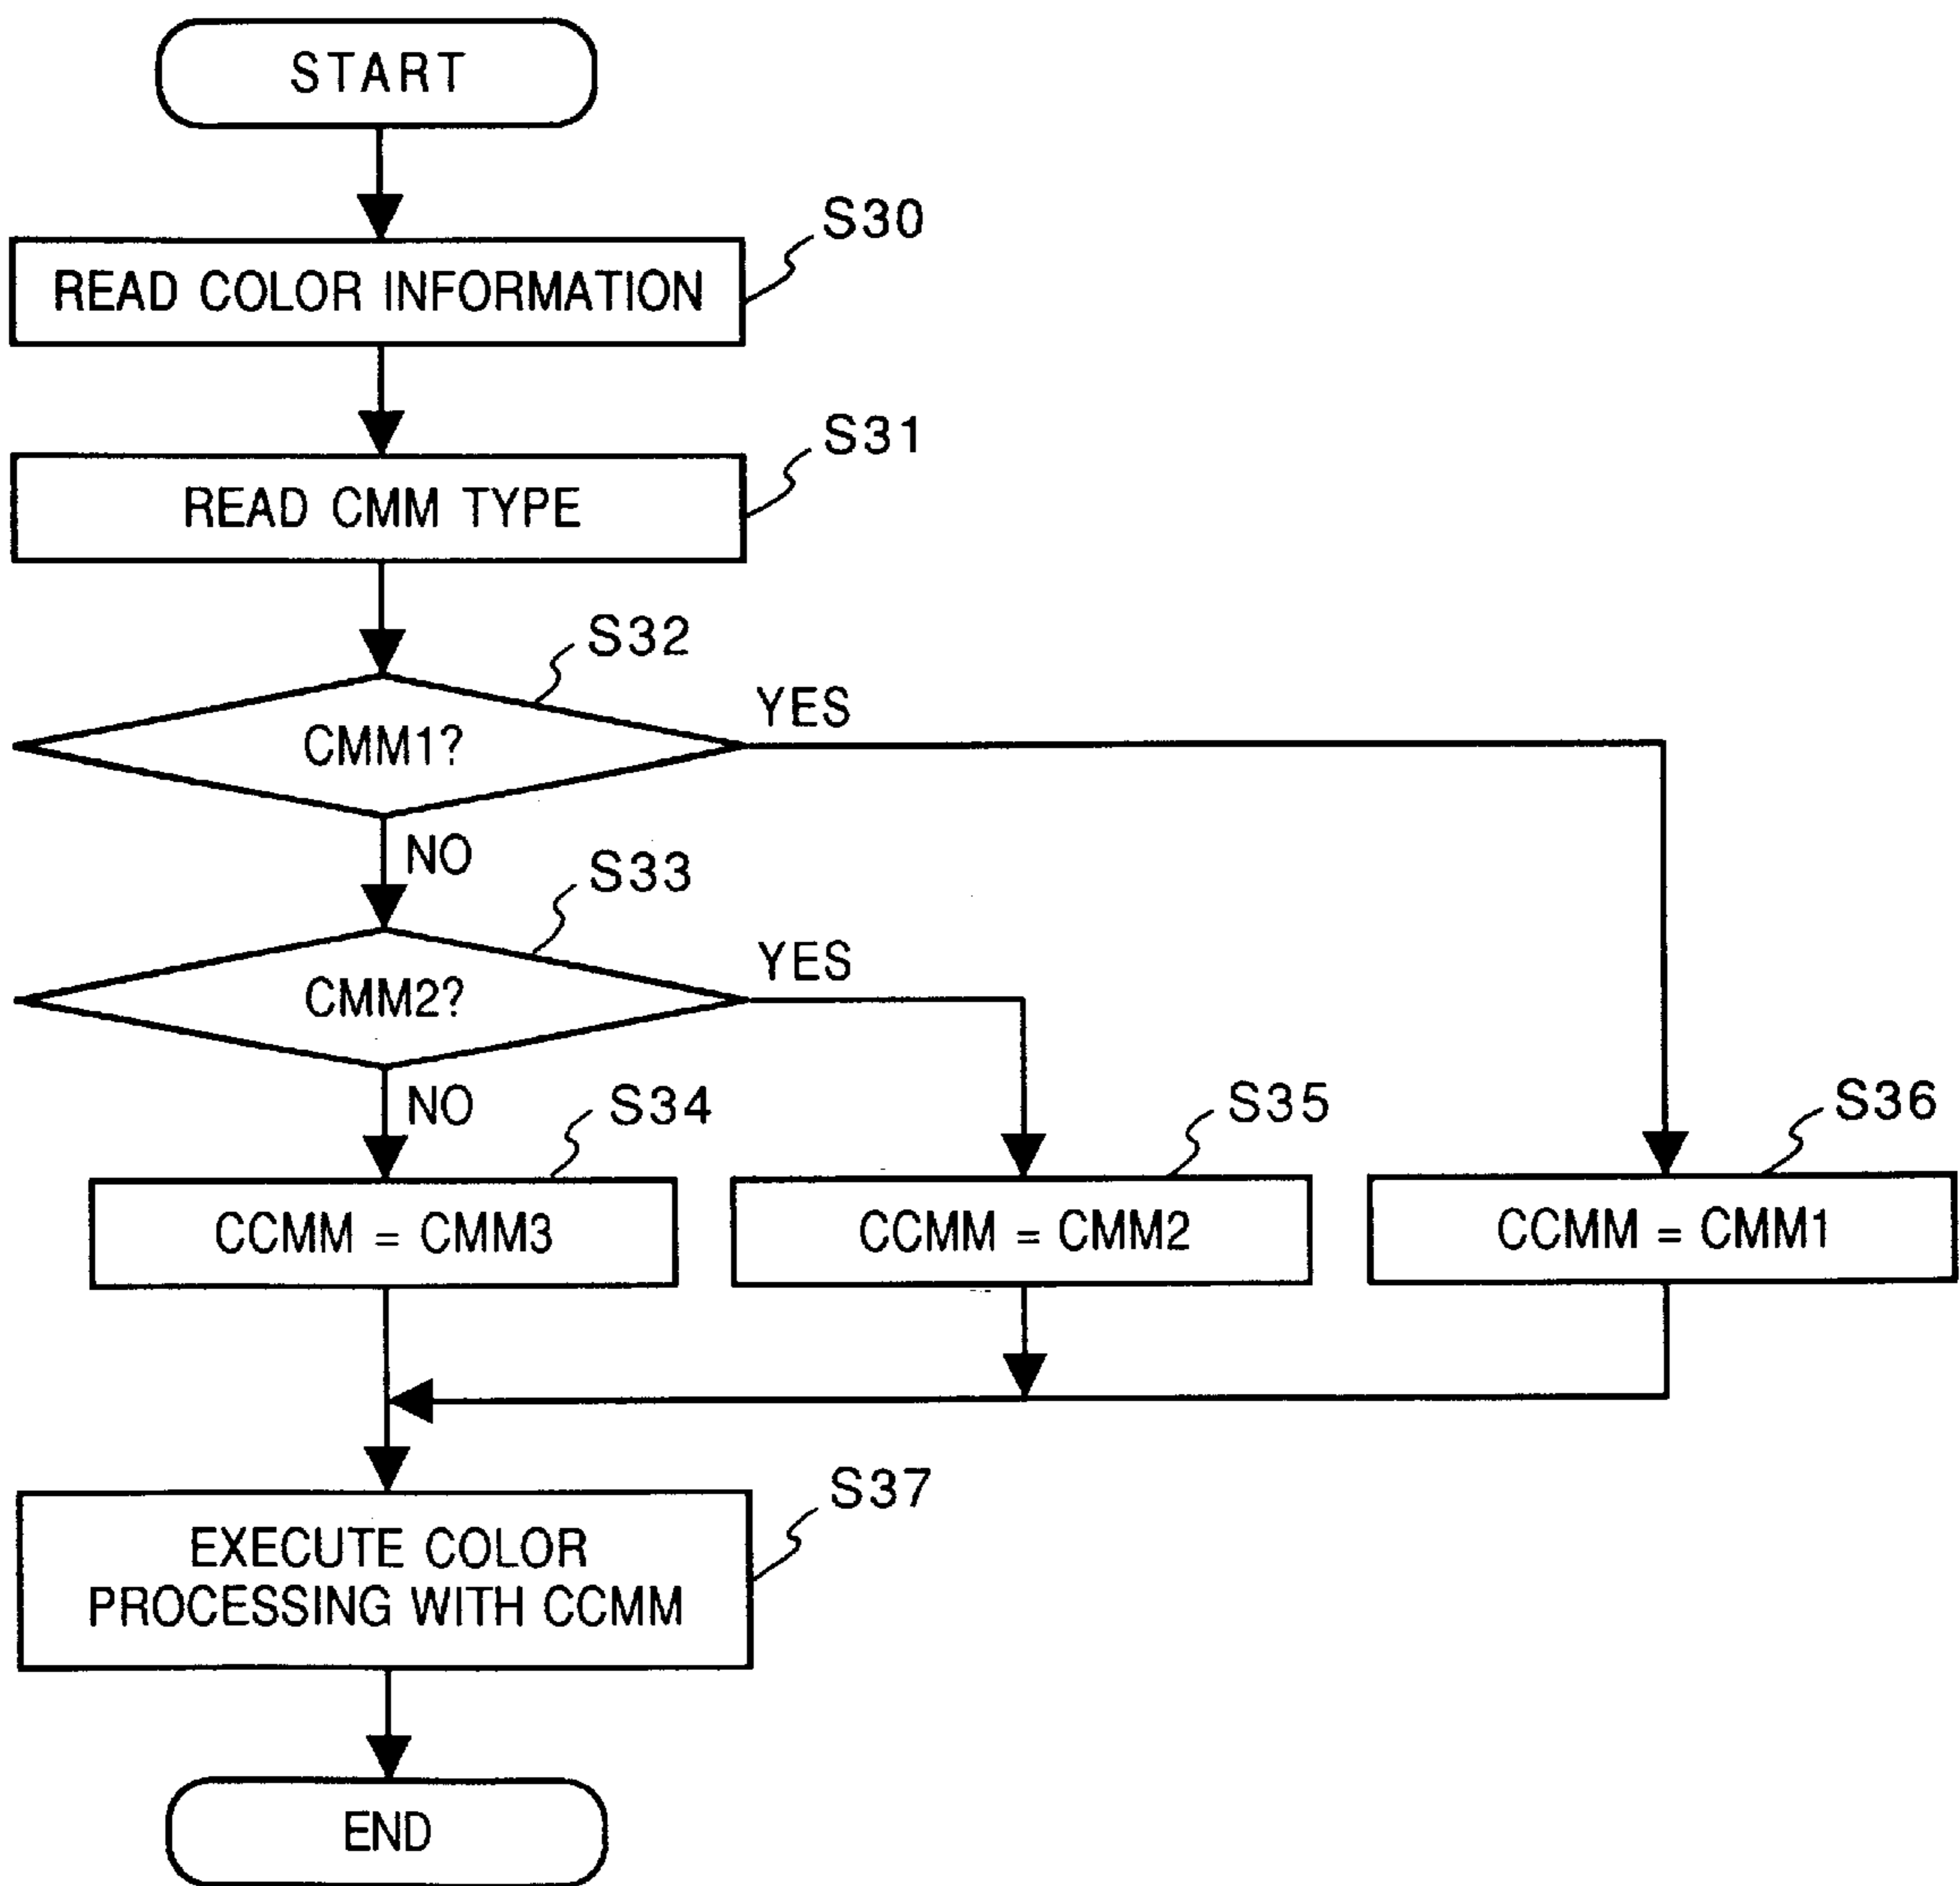 START
S30
READ COLOR INFORMATION
S31
READ CMM TYPE
S32
YES
CMM1?
NO
S33
YES
CMM2?
NO
S34
S35
S36
CCMM = CMM3
CCMM = CMM2
CCMM = CMM1
S37
EXECUTE COLOR
PROCESSING WITH CCMM
END